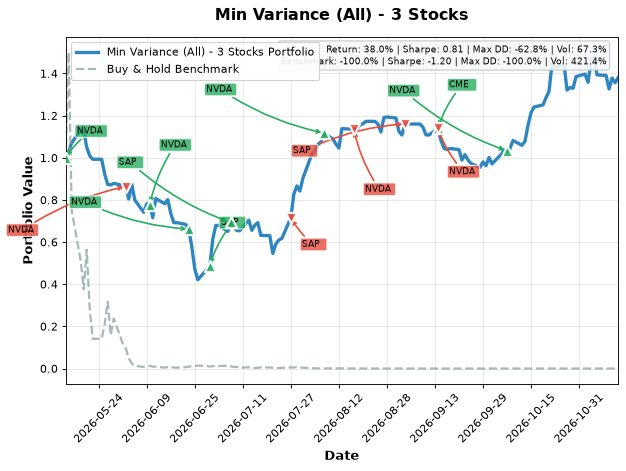 Min Variance (All) - 3 Stocks
Min Variance (All) - 3 Stocks Portfolio
Buy & Hold Benchmark
Return: 38.0% | Sharpe: 0.81 | Max DD: -62.8% | Vol: 67.3%
-100.0% | Sharpe: -1.20 | Max DD: -100.0% | Vol: 421.4%
NVDA
NVDA
CME
NVDA
NVDA
SAP
SAP
NVDA
NVDA
NVDA
NVDA
SAP
1.4
1.2
1.0
0.8
0.6
0.4
0.2
0.0
Portfolio Value
2026-05-24
2026-06-09
2026-06-25
2026-07-11
2026-07-27
2026-08-12
2026-08-28
2026-09-13
2026-09-29
2026-10-15
2026-10-31
Date